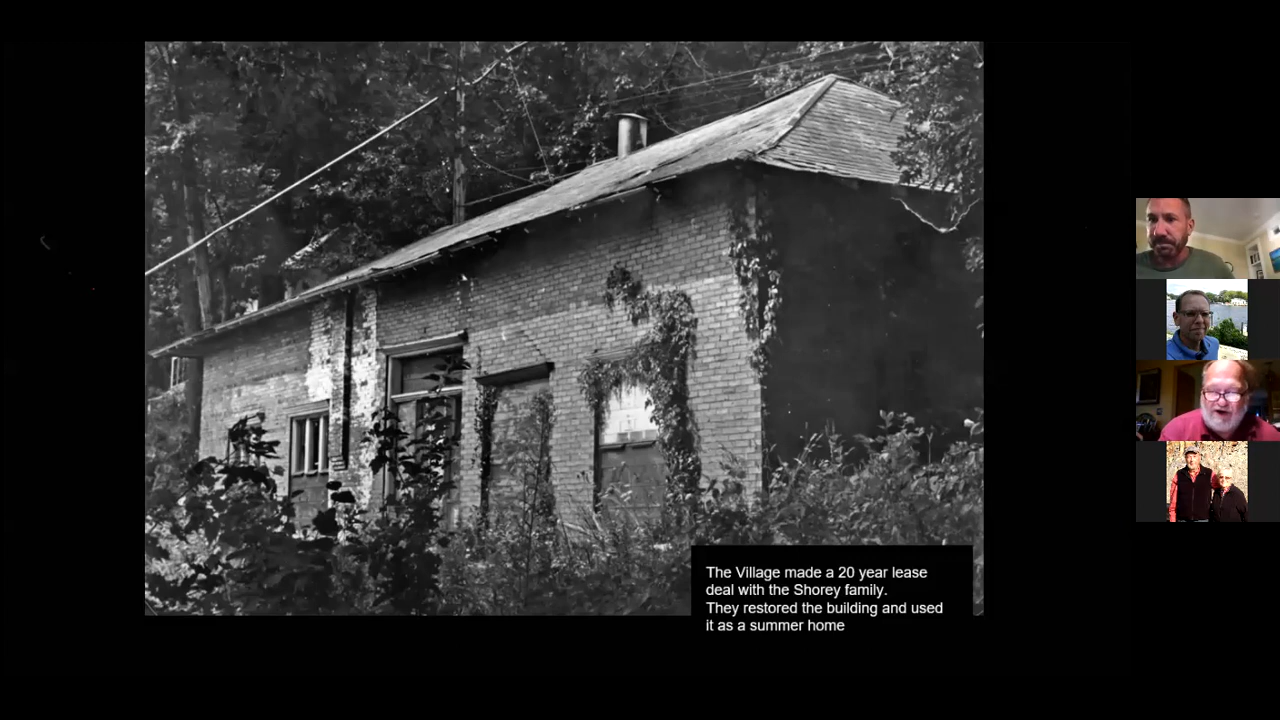 The Village made a 20 year lease
deal with the Shorey family.
They restored the building and used
it as a summer home